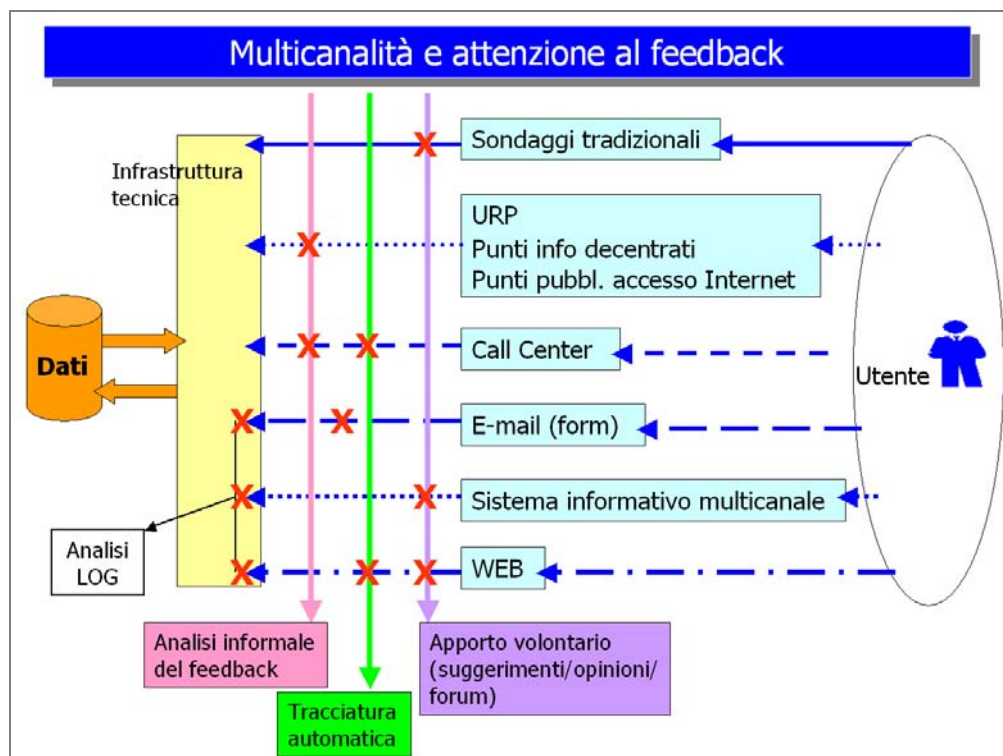 Multicanalità e attenzione al feedback
Sondaggi tradizionali
Infrastruttura
tecnica
URP
Punti info decentrati
Punti pubbl. accesso Internet
Dati
Call Center
Utente
E-mail (form)
Sistema informativo multicanale
Analisi
LOG
WEB
Analisi informale
del feedback
Apporto volontario
(suggerimenti/opinioni/
forum)
Tracciatura
automatica
X
X
X
X
X
X
X
X
X
X
X